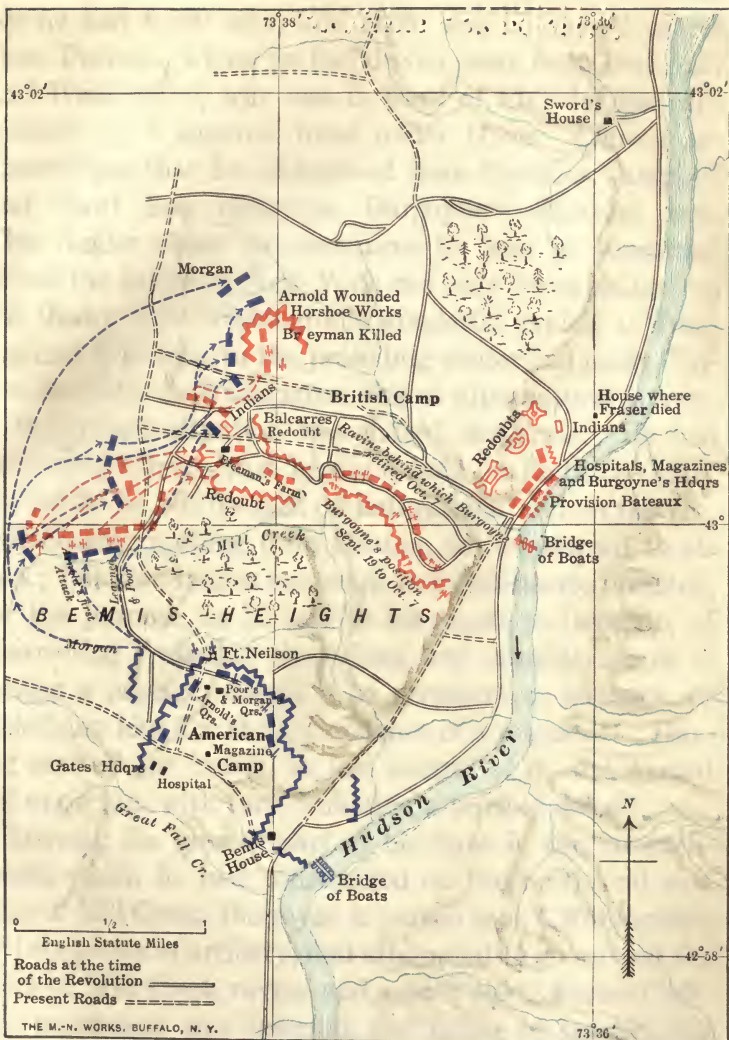 73°38'
73°36'
43°02'
43°02'
Sword's
House
Morgan
Arnold Wounded
Horshoe Works
Breyman Killed
Indians
British Camp
House where
Fraser died
Indians
Balcarres
Redoubt
Redoubts
Ravine behind which Burgoyne
retired Oct.
Hospitals, Magazines
and Burgoyne's Hdqrs
Freeman's Farm
Redoubt
Provision Bateaux
Burgoyne's position
Sept. 19 to Oct. 7
43°
Mill Creek
Bridge
of Boats
Arnold's First
Attack
Learned
& Poor
BEMIS HEIGHTS
Morgan
Ft. Neilson
Poor's
& Morgan's
Qrs.
Arnold's
Qrs.
American
Magazine
Camp
Gates Hdqrs
Hospital
Great Fall Cr.
Hudson River
N
Bemis
House
Bridge
of Boats
0 1/2 1
English Statute Miles
42°58'
Roads at the time
of the Revolution
Present Roads
THE M.-N. WORKS, BUFFALO, N. Y.
73°36'